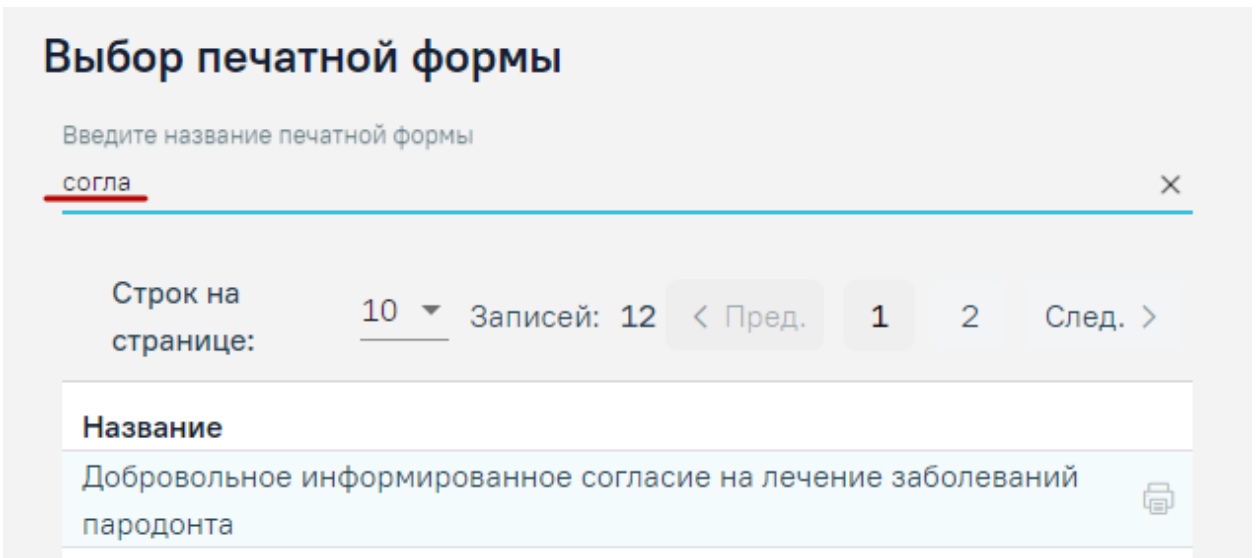 Выбор печатной формы
Введите название печатной формы
согла
Строк на
странице:
10 Записей: 12 Пред. 1 2 След.
Название
Добровольное информированное согласие на лечение заболеваний
пародонта